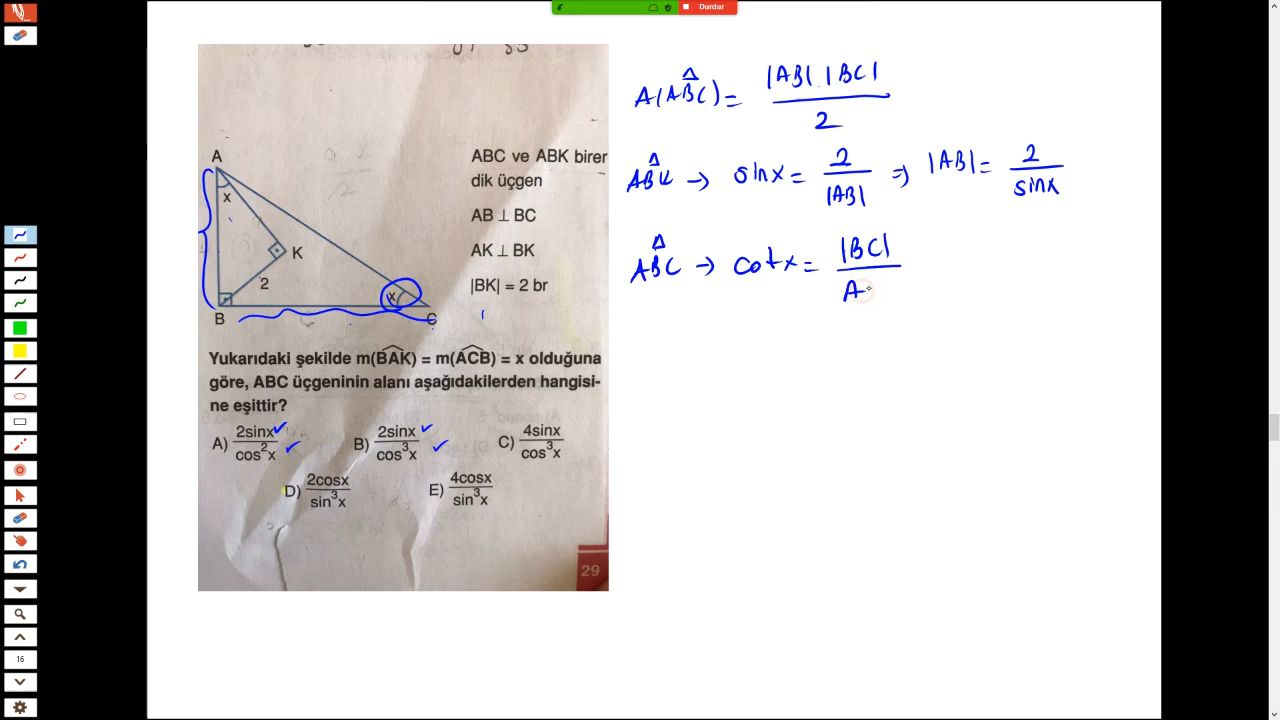 Durdur
A
x
K
2
B
x
C
ABC ve ABK birer
dik üçgen
AB ⊥ BC
AK ⊥ BK
|BK| = 2 br
Yukarıdaki şekilde m(BAK) = m(ACB) = x olduğuna
göre, ABC üçgeninin alanı aşağıdakilerden hangisi-
ne eşittir?
A) 2sinx / cos²x B) 2sinx / cos³x C) 4sinx / cos³x
D) 2cosx / sin³x E) 4cosx / sin³x
29
A(ABC) = |AB|.|BC| / 2
ABK → sinx = 2 / |AB| ⇒ |AB| = 2 / sinx
ABC → cotx = |BC| / A
16